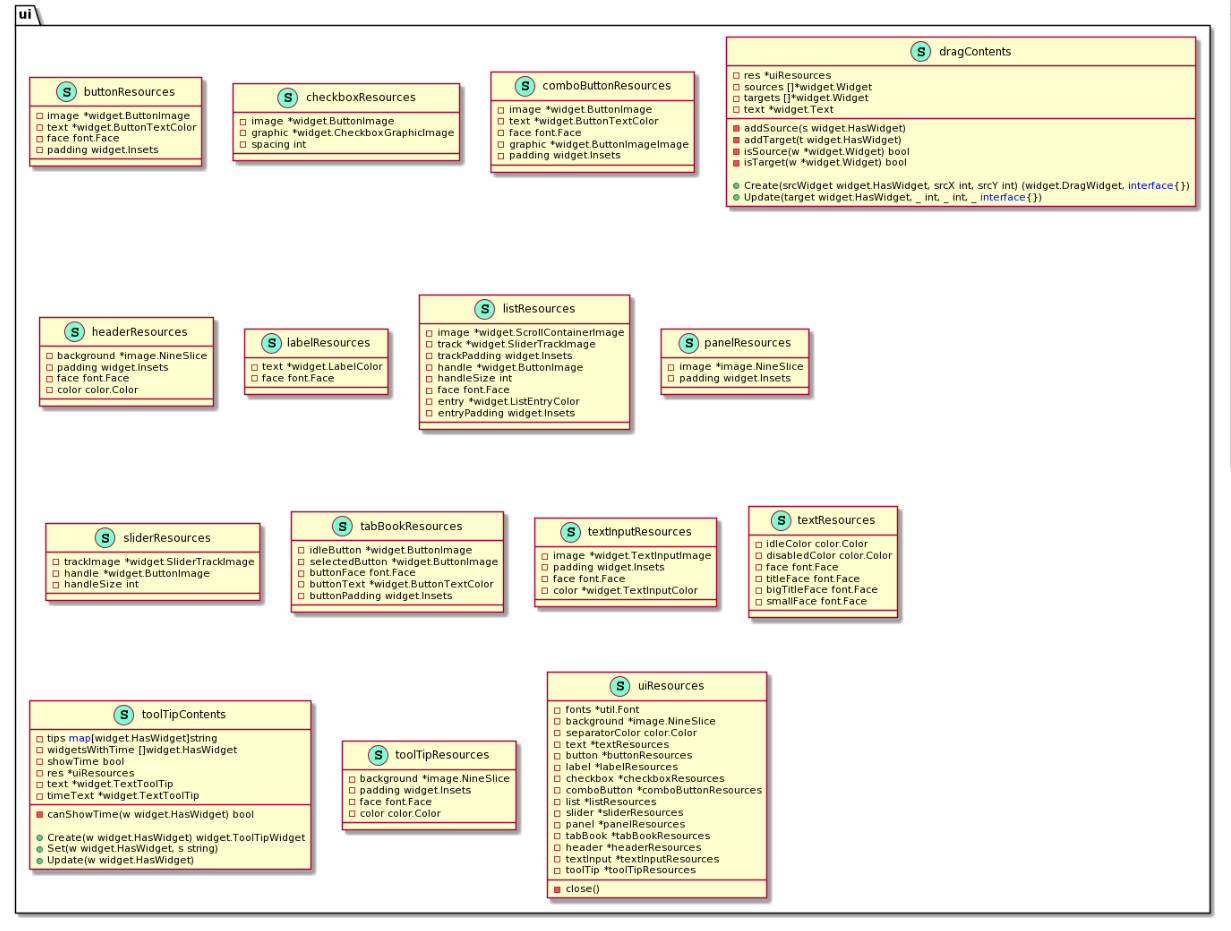 ui
S buttonResources
image *widget.ButtonImage
text *widget.ButtonTextColor
face font.Face
padding widget.Insets
S checkboxResources
image *widget.ButtonImage
graphic *widget.CheckboxGraphicImage
spacing int
S comboButtonResources
image *widget.ButtonImage
text *widget.ButtonTextColor
face font.Face
graphic *widget.ButtonImageImage
padding widget.Insets
S dragContents
res *uiResources
sources []*widget.Widget
targets []*widget.Widget
text *widget.Text
addSource(s widget.HasWidget)
addTarget(t widget.HasWidget)
isSource(w *widget.Widget) bool
isTarget(w *widget.Widget) bool
Create(srcWidget widget.HasWidget, srcX int, srcY int) (widget.DragWidget, interface{})
Update(target widget.HasWidget, _ int, _ int, _ interface{})
S headerResources
background *image.NineSlice
padding widget.Insets
face font.Face
color color.Color
S labelResources
text *widget.LabelColor
face font.Face
S listResources
image *widget.ScrollContainerImage
track *widget.SliderTrackImage
trackPadding widget.Insets
handle *widget.ButtonImage
handleSize int
face font.Face
entry *widget.ListEntryColor
entryPadding widget.Insets
S panelResources
image *image.NineSlice
padding widget.Insets
S sliderResources
trackImage *widget.SliderTrackImage
handle *widget.ButtonImage
handleSize int
S tabBookResources
idleButton *widget.ButtonImage
selectedButton *widget.ButtonImage
buttonFace font.Face
buttonText *widget.ButtonTextColor
buttonPadding widget.Insets
S textInputResources
image *widget.TextInputImage
padding widget.Insets
face font.Face
color *widget.TextInputColor
S textResources
idleColor color.Color
disabledColor color.Color
face font.Face
titleFace font.Face
bigTitleFace font.Face
smallFace font.Face
S toolTipContents
tips map[widget.HasWidget]string
widgetsWithTime []widget.HasWidget
showTime bool
res *uiResources
text *widget.TextToolTip
timeText *widget.TextToolTip
canShowTime(w widget.HasWidget) bool
Create(w widget.HasWidget) widget.ToolTipWidget
Set(w widget.HasWidget, s string)
Update(w widget.HasWidget)
S toolTipResources
background *image.NineSlice
padding widget.Insets
face font.Face
color color.Color
S uiResources
fonts *util.Font
background *image.NineSlice
separatorColor color.Color
text *textResources
button *buttonResources
label *labelResources
checkbox *checkboxResources
comboButton *comboButtonResources
list *listResources
slider *sliderResources
panel *panelResources
tabBook *tabBookResources
header *headerResources
textInput *textInputResources
toolTip *toolTipResources
close()